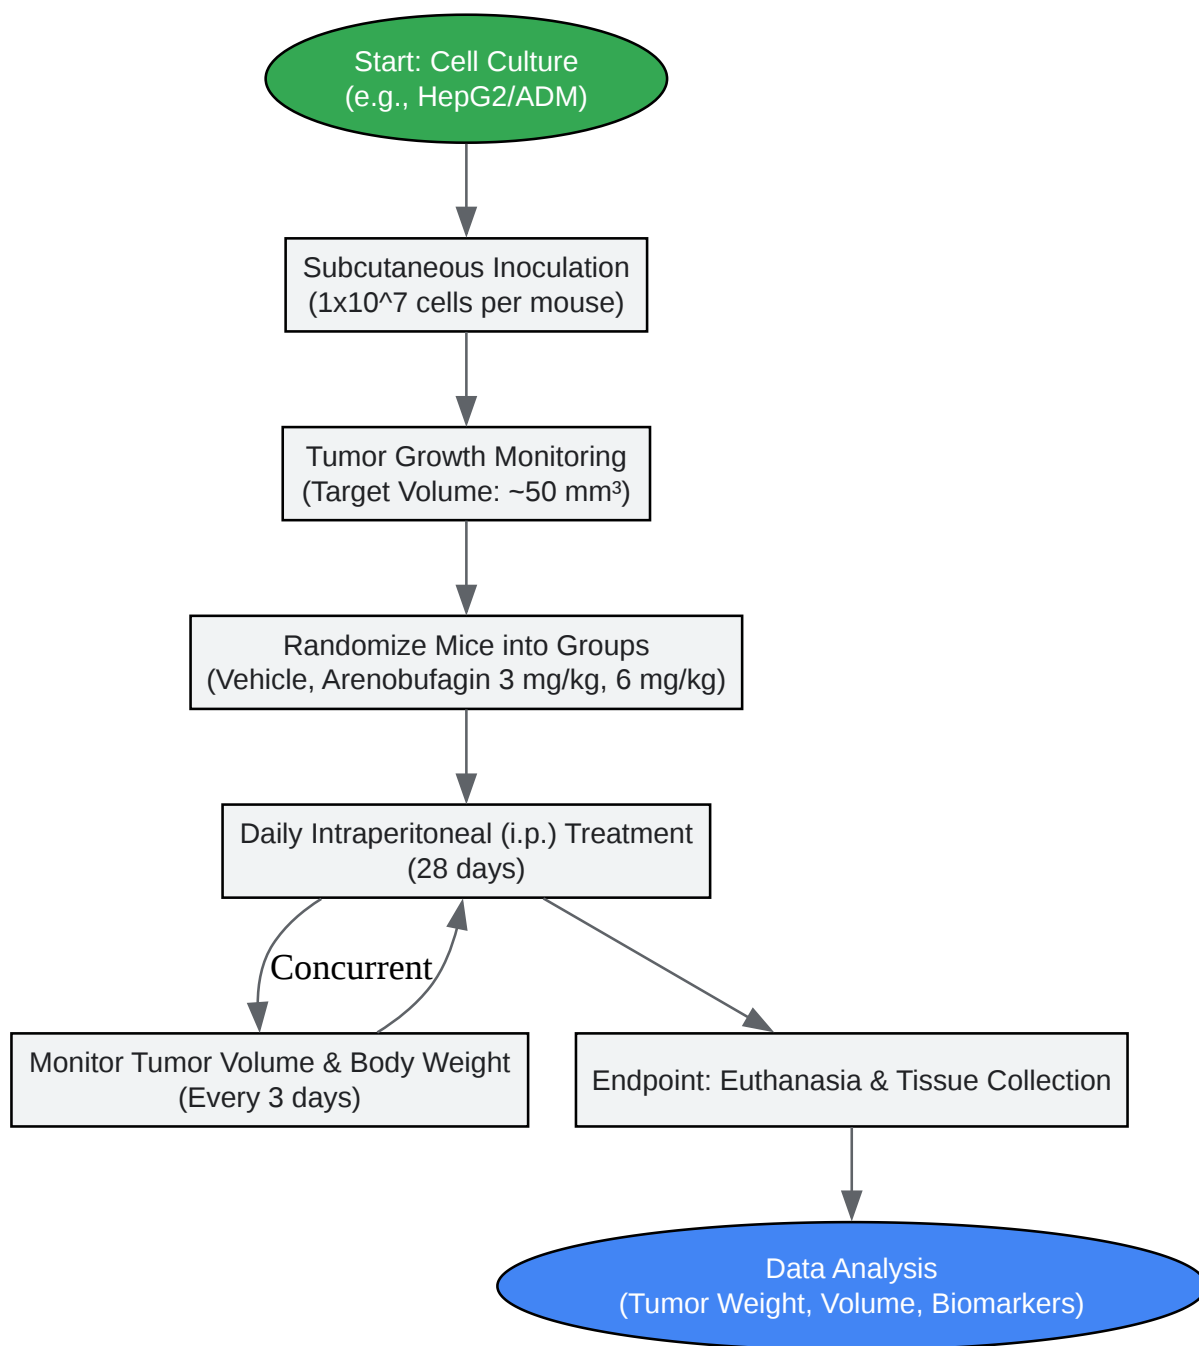 Start: Cell Culture
(e.g., HepG2/ADM)
Subcutaneous Inoculation
(1x10^7 cells per mouse)
Tumor Growth Monitoring
(Target Volume: ~50 mm³)
Randomize Mice into Groups
(Vehicle, Arenobufagin 3 mg/kg, 6 mg/kg)
Daily Intraperitoneal (i.p.) Treatment
(28 days)
Concurrent
Monitor Tumor Volume & Body Weight
(Every 3 days)
Endpoint: Euthanasia & Tissue Collection
Data Analysis
(Tumor Weight, Volume, Biomarkers)